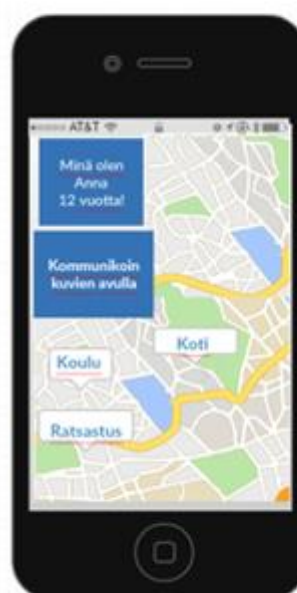 AT&T
Minä olen
Anna
12 vuotta!
Kommunikoin
kuvien avulla
Koti
Koulu
Ratsastus